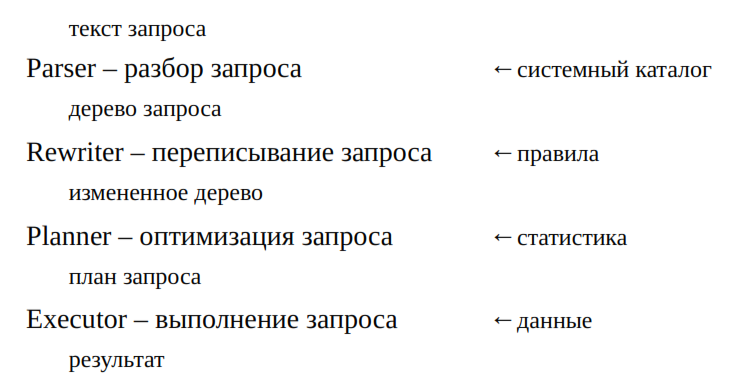 текст запроса
Parser – разбор запроса ← системный каталог
дерево запроса
Rewriter – переписывание запроса ← правила
измененное дерево
Planner – оптимизация запроса ← статистика
план запроса
Executor – выполнение запроса ← данные
результат